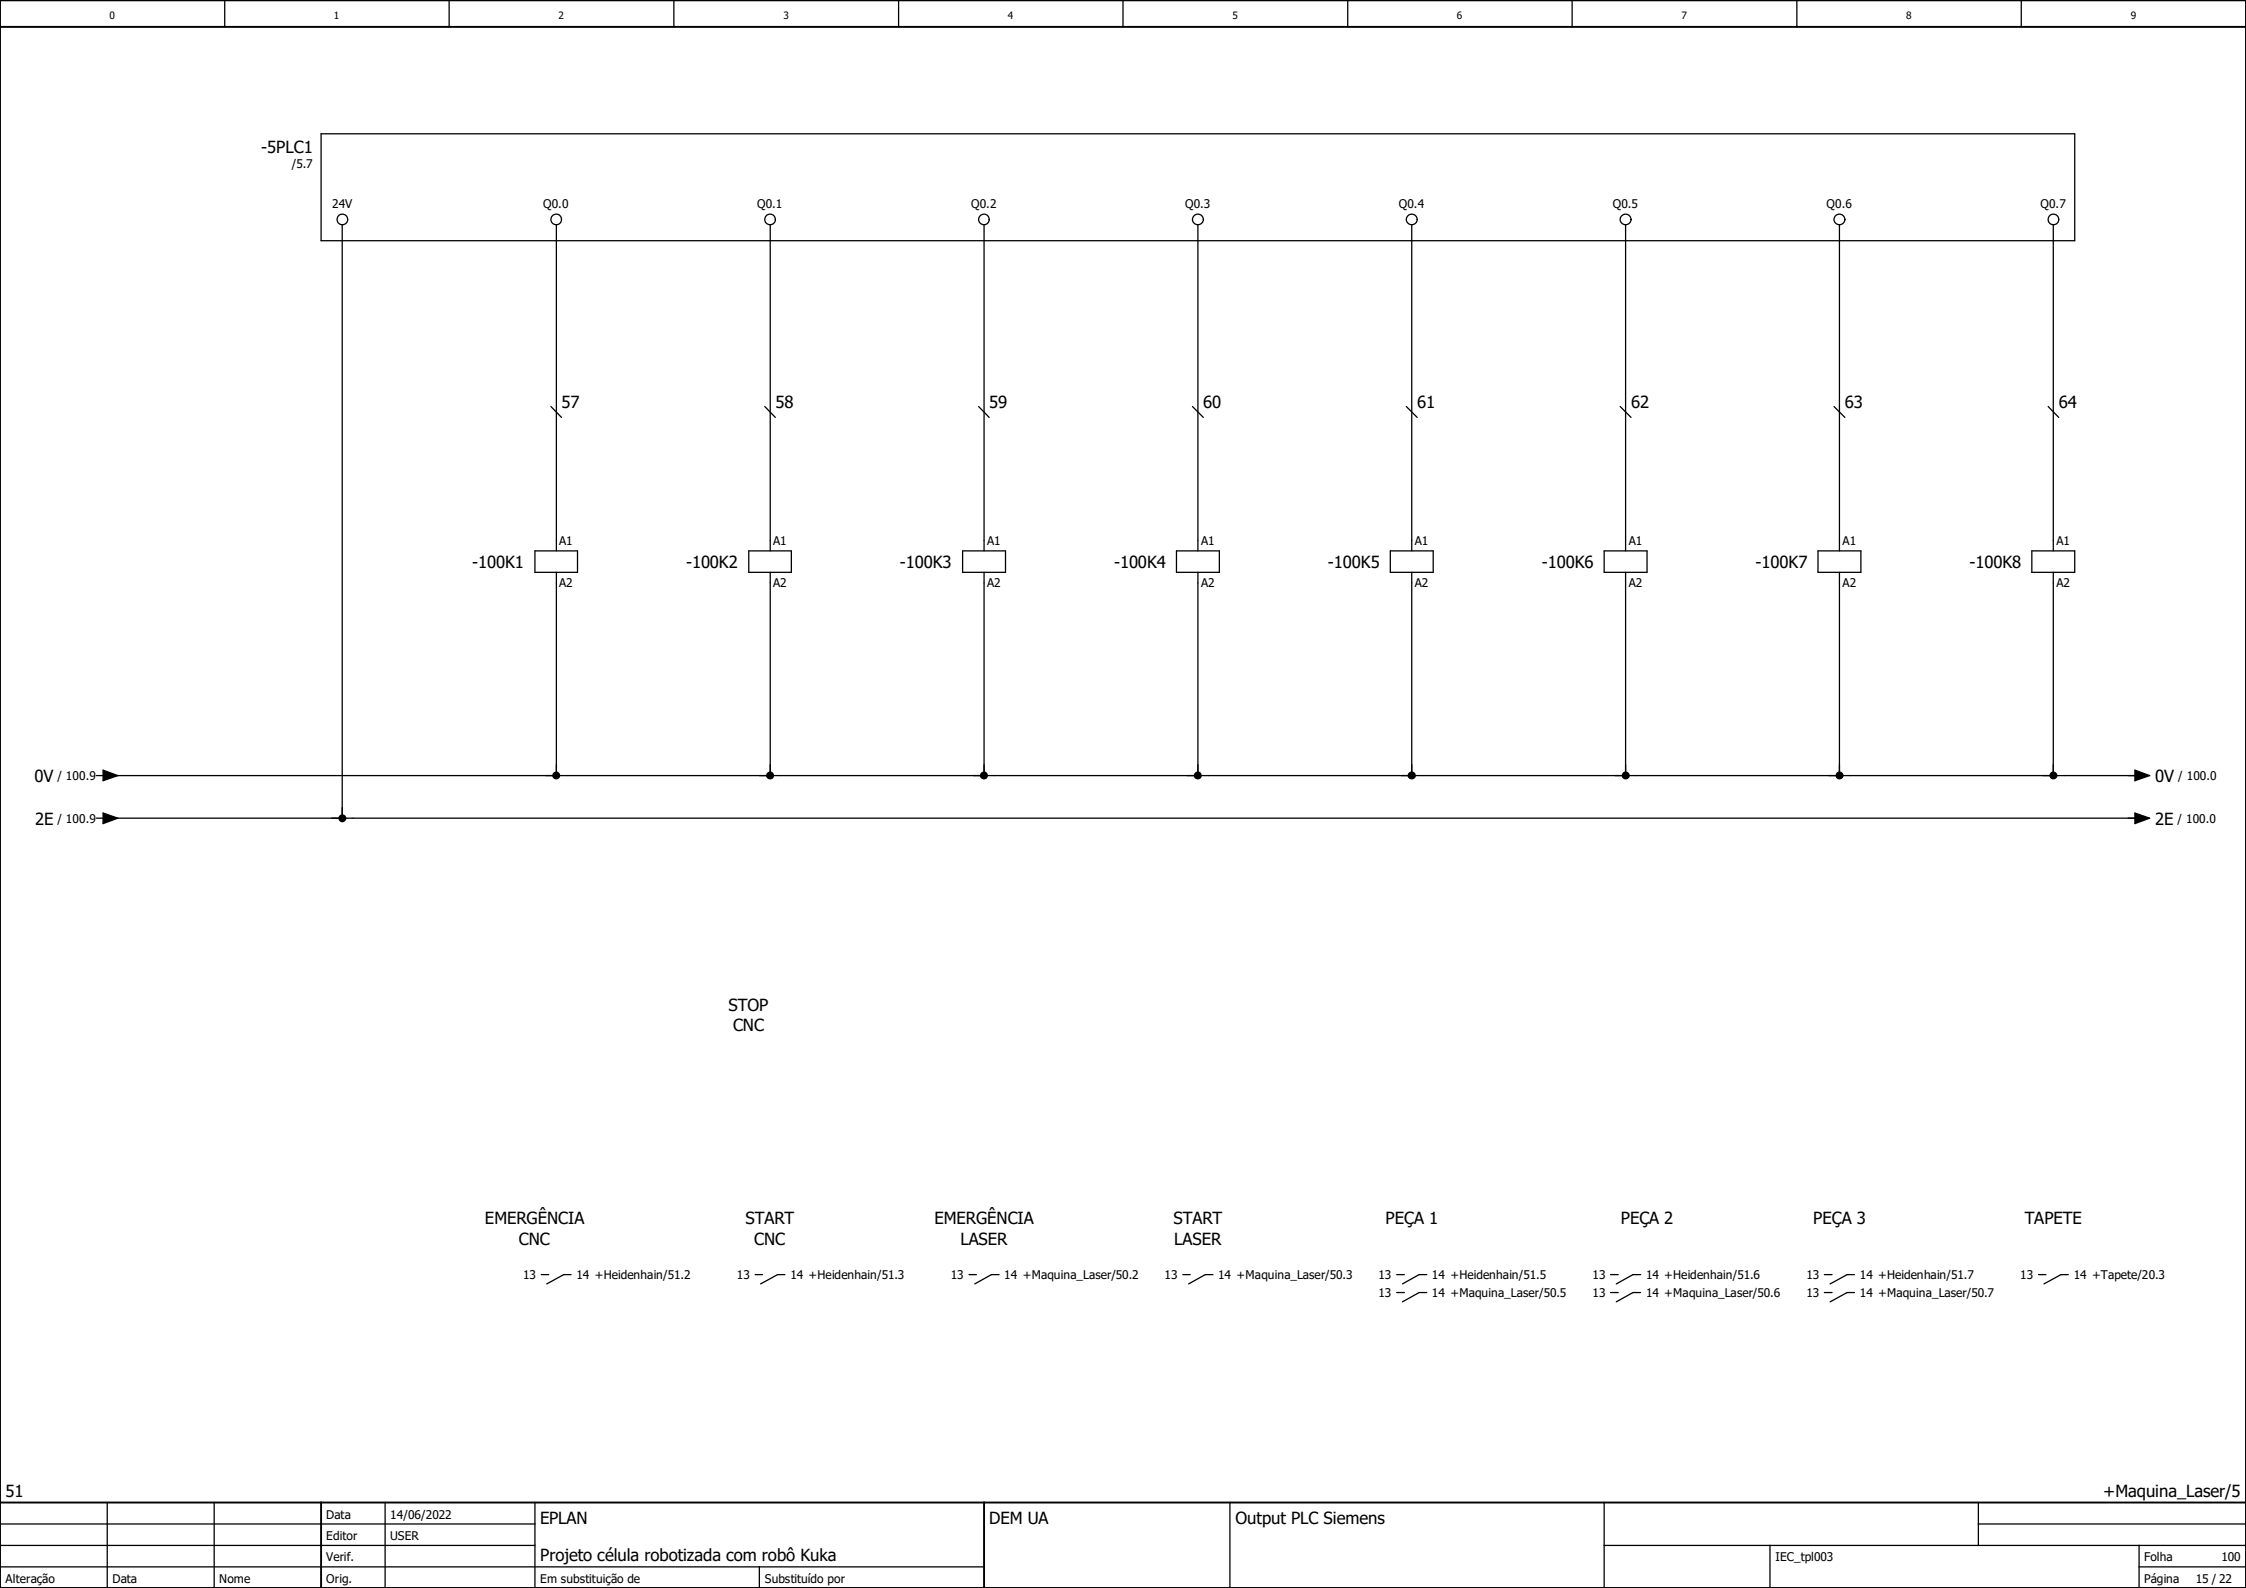 0 1 2 3 4 5 6 7 8 9
-5PLC1
/5.7
24V Q0.0 Q0.1 Q0.2 Q0.3 Q0.4 Q0.5 Q0.6 Q0.7
57 58 59 60 61 62 63 64
A1 A1 A1 A1 A1 A1 A1 A1
-100K1 -100K2 -100K3 -100K4 -100K5 -100K6 -100K7 -100K8
A2 A2 A2 A2 A2 A2 A2 A2
0V / 100.9 0V / 100.0
2E / 100.9 2E / 100.0
STOP
CNC
EMERGÊNCIA START EMERGÊNCIA START PEÇA 1 PEÇA 2 PEÇA 3 TAPETE
CNC CNC LASER LASER
13 14 +Heidenhain/51.2 13 14 +Heidenhain/51.3 13 14 +Maquina_Laser/50.2 13 14 +Maquina_Laser/50.3 13 14 +Heidenhain/51.5 13 14 +Heidenhain/51.6 13 14 +Heidenhain/51.7 13 14 +Tapete/20.3
13 14 +Maquina_Laser/50.5 13 14 +Maquina_Laser/50.6 13 14 +Maquina_Laser/50.7
51 +Maquina_Laser/5
Data 14/06/2022 EPLAN DEM UA Output PLC Siemens
Editor USER
Verif. Projeto célula robotizada com robô Kuka IEC_tpl003 Folha 100
Alteração Data Nome Orig. Em substituição de Substituído por Página 15 / 22